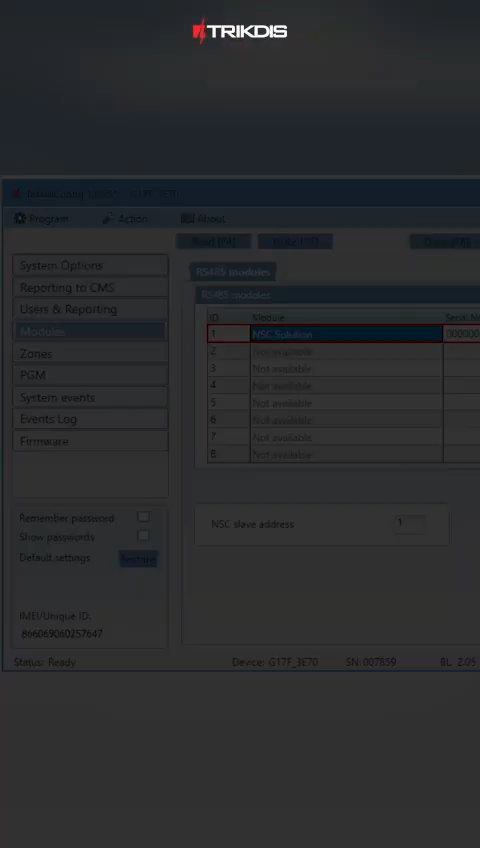 TRIKDIS
Program
Action
About
Read [F4]
Write [F5]
System Options
Reporting to CMS
Users & Reporting
Modules
Zones
PGM
System events
Events Log
Firmware
RS485 modules
RS485 modules
ID Module Serial No
1 NSC Solution 000000
2 Not available
3 Not available
4 Not available
5 Not available
6 Not available
7 Not available
8 Not available
Remember password
Show passwords
Default settings Restore
NSC slave address 1
IMEI/Unique ID:
866069060257647
Status: Ready Device: G17F_3E70 SN:007859 BL: 2.05